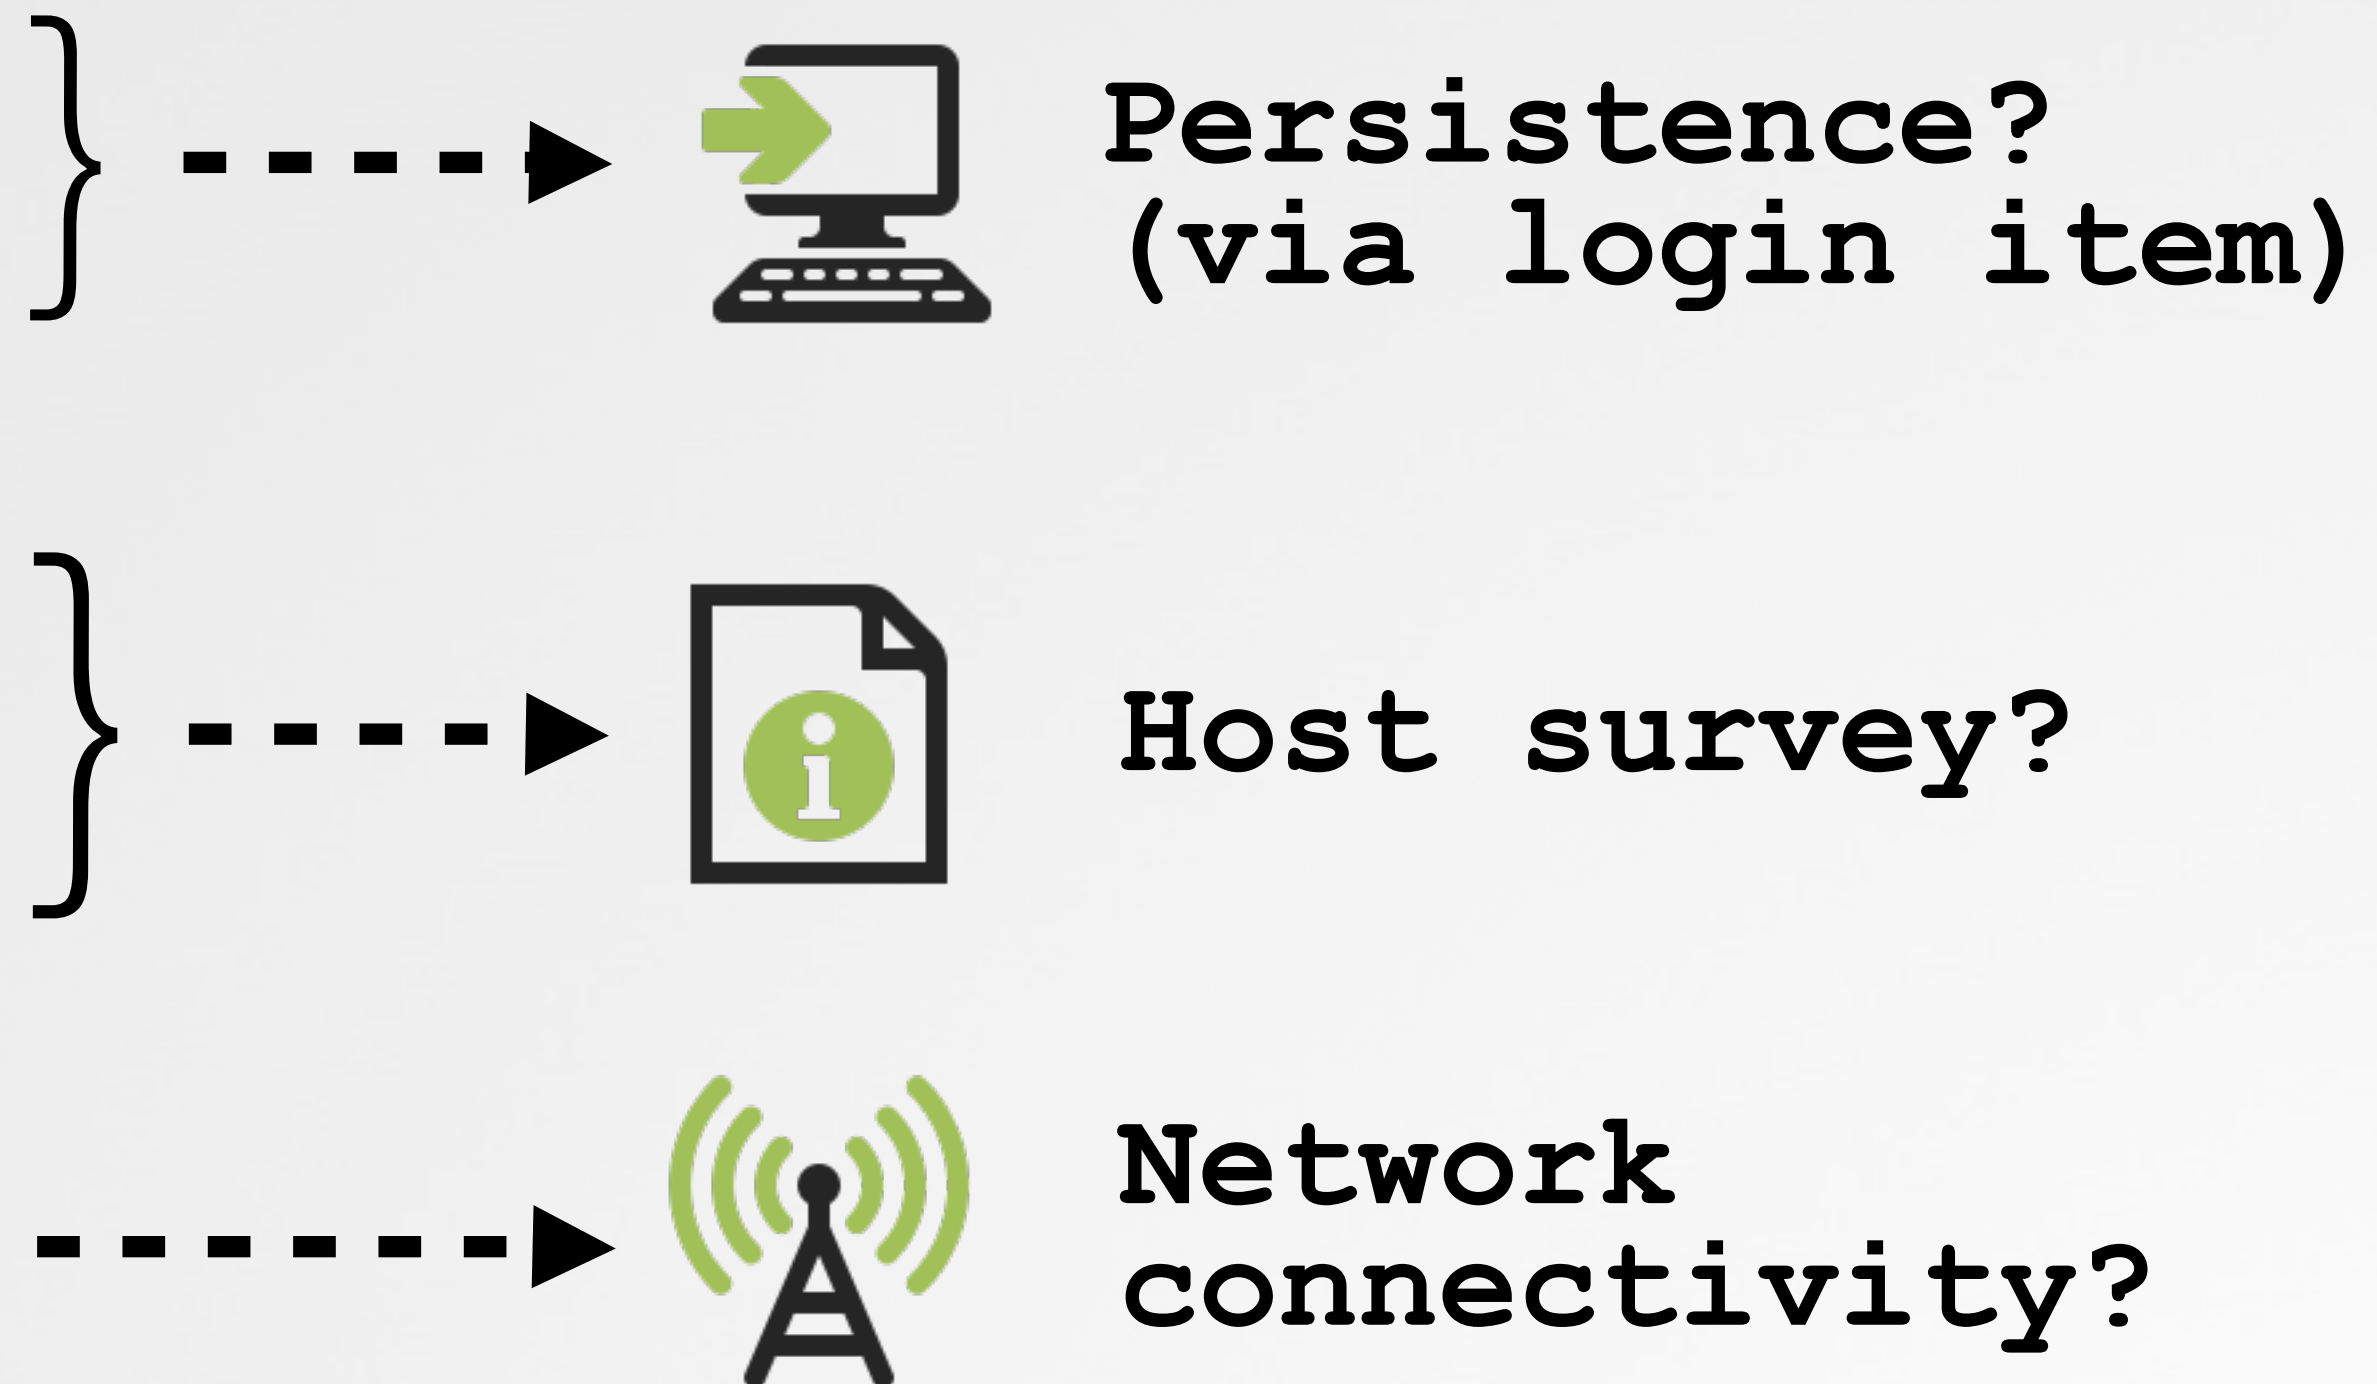 Persistence?
(via login item)
Host survey?
Network
connectivity?